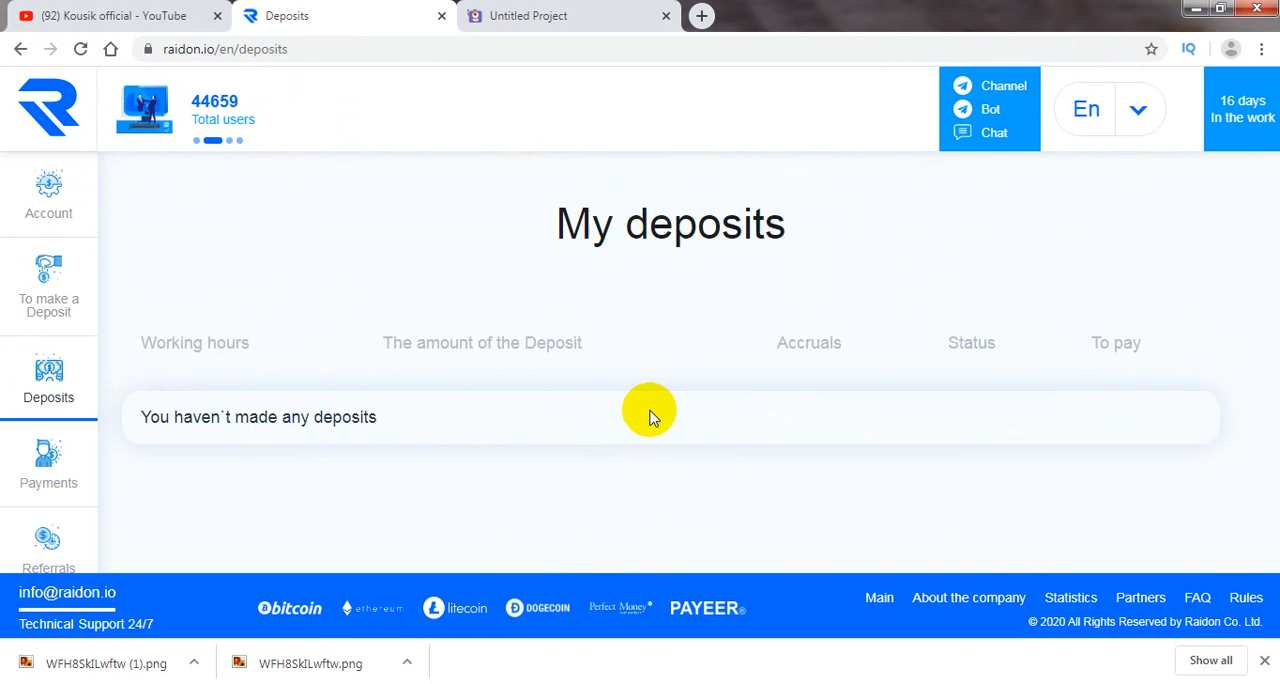 (92) Kousik official - YouTube
Deposits
Untitled Project
raidon.io/en/deposits
IQ
44659
Total users
Channel
Bot
Chat
En
16 days
In the work
Account
To make a
Deposit
Deposits
Payments
Referrals
My deposits
Working hours
The amount of the Deposit
Accruals
Status
To pay
You haven`t made any deposits
info@raidon.io
Technical Support 24/7
bitcoin
ethereum
litecoin
DOGECOIN
Perfect Money
PAYEER®
Main
About the company
Statistics
Partners
FAQ
Rules
© 2020 All Rights Reserved by Raidon Co. Ltd.
WFH8SkILwftw (1).png
WFH8SkILwftw.png
Show all